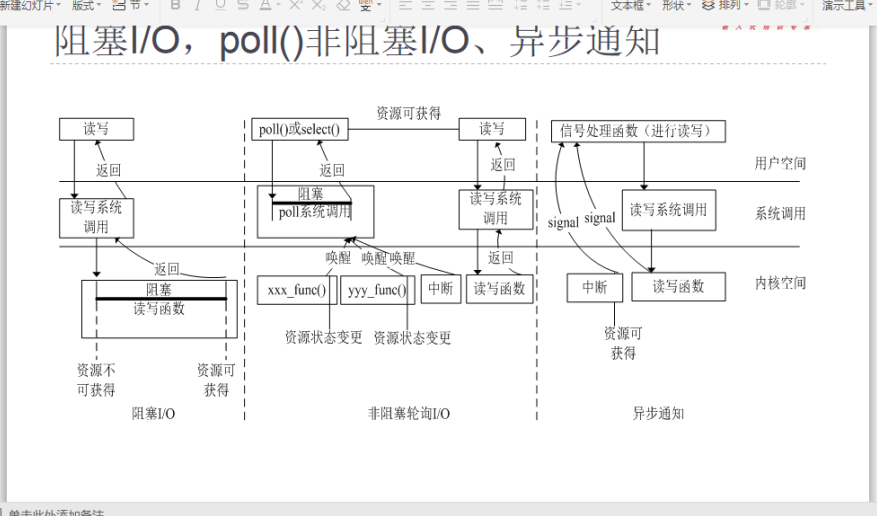 新建幻灯片
版式
节
B I U S A X² X₂
文本框
形状
排列
轮廓
演示工具
阻塞I/O，poll()非阻塞I/O、异步通知
读写
返回
读写系统
调用
返回
阻塞
读写函数
资源不
可获得
资源可
获得
阻塞I/O
poll()或select()
资源可获得
读写
返回
返回
阻塞
poll系统调用
读写系统
调用
唤醒
唤醒
唤醒
返回
xxx_func()
yyy_func()
中断
读写函数
资源状态变更
资源状态变更
非阻塞轮询I/O
信号处理函数（进行读写）
用户空间
signal
signal
读写系统调用
系统调用
中断
读写函数
内核空间
资源可
获得
异步通知
单击此处添加备注